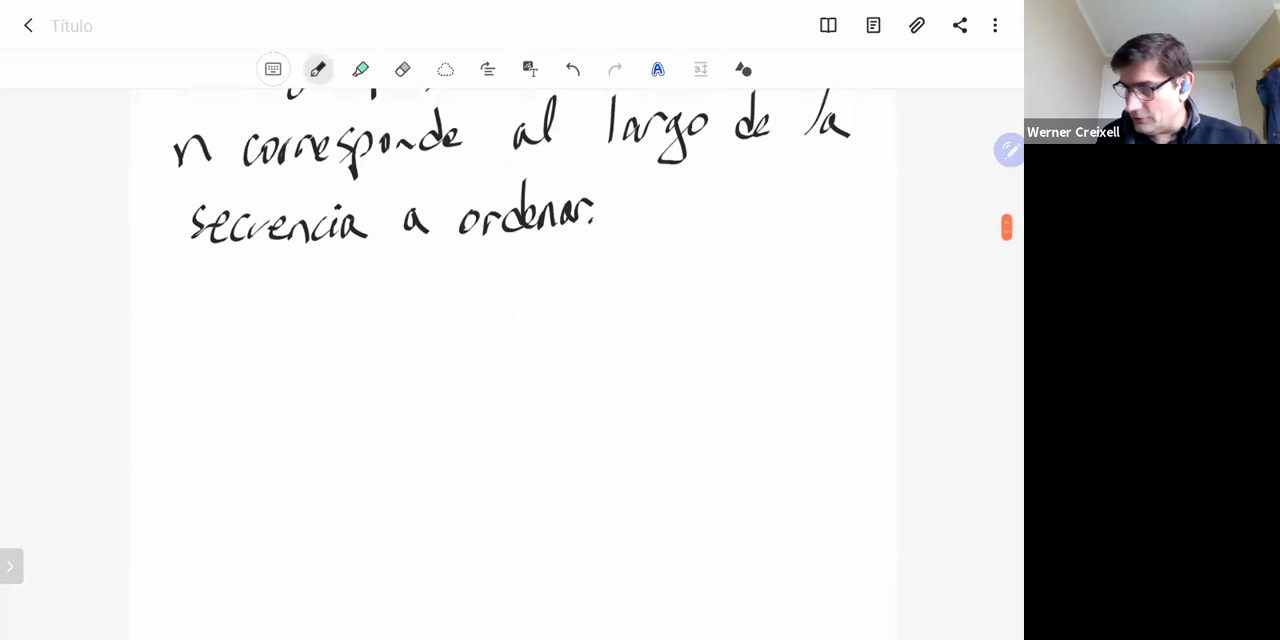 Título
n corresponde al largo de la
secuencia a ordenar.
Werner Creixell